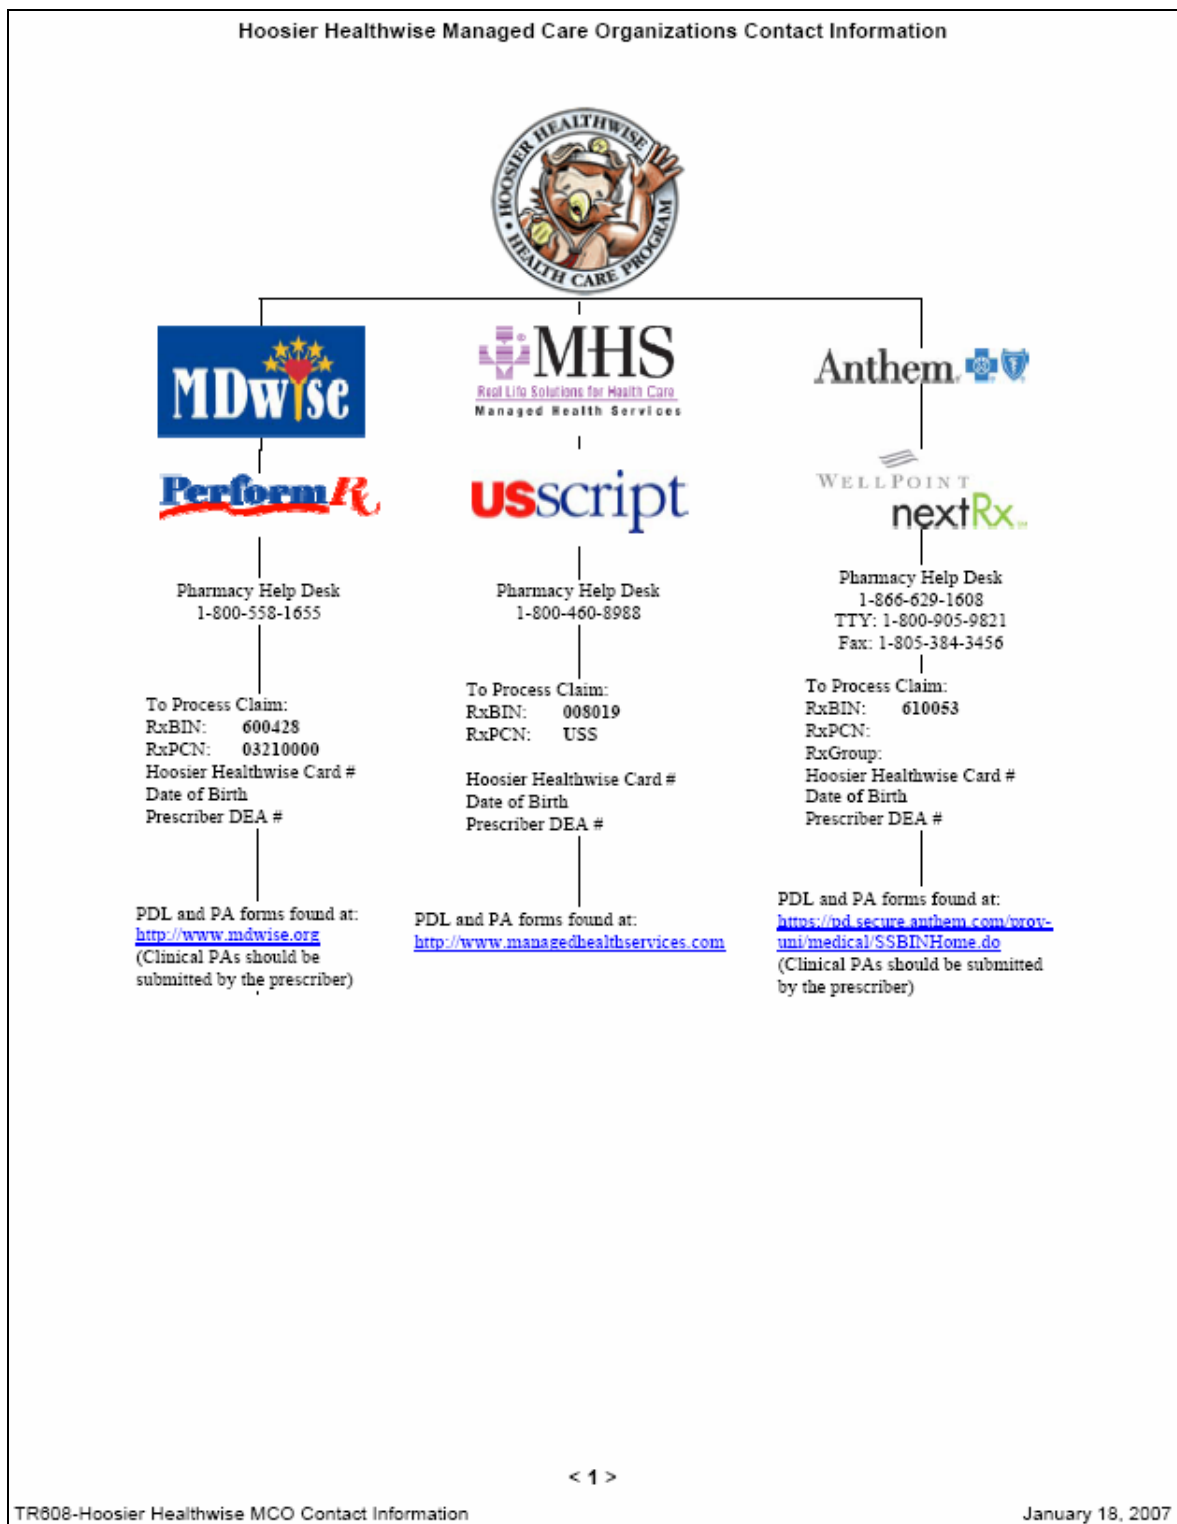 Hoosier Healthwise Managed Care Organizations Contact Information
HOOSIER HEALTHWISE
• HEALTH CARE PROGRAM •
MDwise
PerformRx
Pharmacy Help Desk
1-800-558-1655
To Process Claim:
RxBIN: 600428
RxPCN: 03210000
Hoosier Healthwise Card #
Date of Birth
Prescriber DEA #
PDL and PA forms found at:
http://www.mdwise.org
(Clinical PAs should be
submitted by the prescriber)
MHS
Real Life Solutions for Health Care
Managed Health Services
USscript
Pharmacy Help Desk
1-800-460-8988
To Process Claim:
RxBIN: 008019
RxPCN: USS
Hoosier Healthwise Card #
Date of Birth
Prescriber DEA #
PDL and PA forms found at:
http://www.managedhealthservices.com
Anthem
WELLPOINT
nextRx
Pharmacy Help Desk
1-866-629-1608
TTY: 1-800-905-9821
Fax: 1-805-384-3456
To Process Claim:
RxBIN: 610053
RxPCN:
RxGroup:
Hoosier Healthwise Card #
Date of Birth
Prescriber DEA #
PDL and PA forms found at:
https://pd.secure.anthem.com/prov-
uni/medical/SSBINHome.do
(Clinical PAs should be submitted
by the prescriber)
< 1 >
TR608-Hoosier Healthwise MCO Contact Information
January 18, 2007